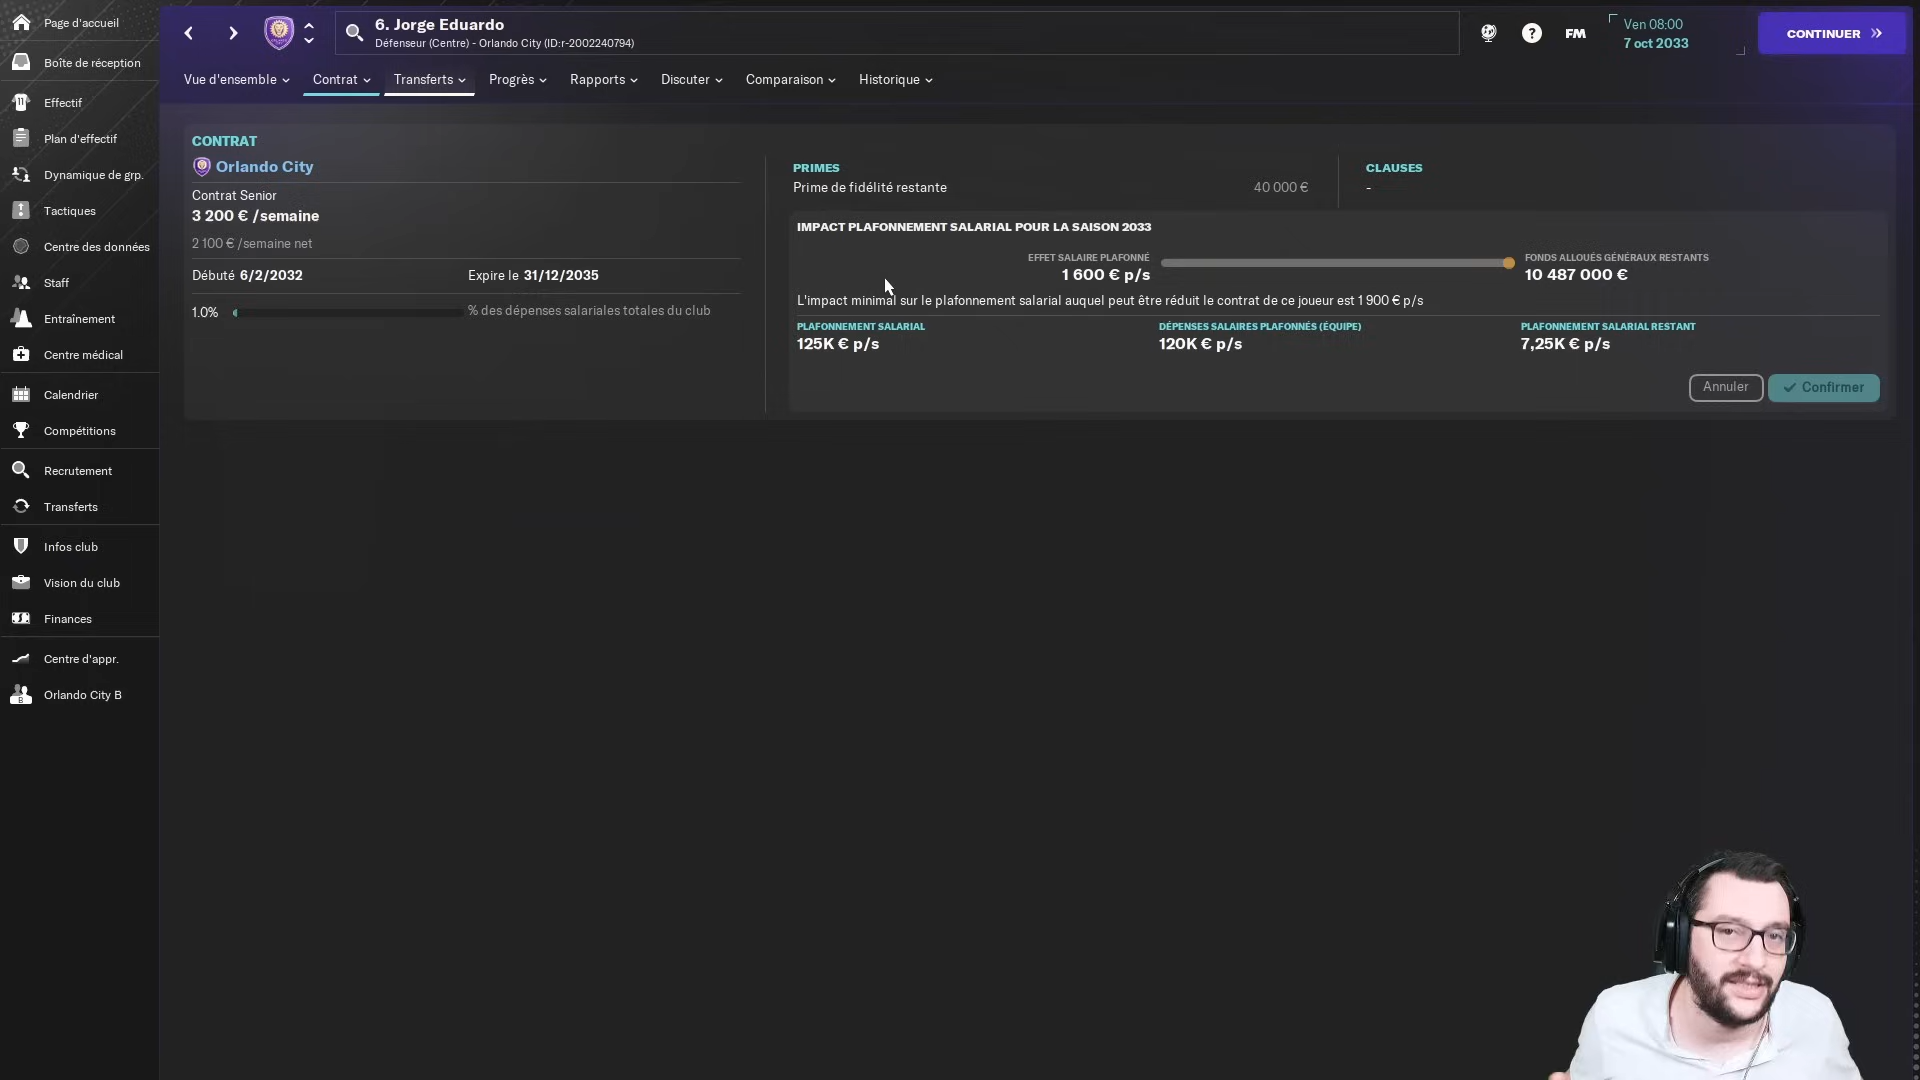 Page d'accueil
Boîte de réception
Effectif
Plan d'effectif
Dynamique de grp.
Tactiques
Centre des données
Staff
Entraînement
Centre médical
Calendrier
Compétitions
Recrutement
Transferts
Infos club
Vision du club
Finances
Centre d'appr.
Orlando City B
6. Jorge Eduardo
Défenseur (Centre) - Orlando City (ID:r-2002240794)
FM
Ven 08:00
7 oct 2033
CONTINUER
Vue d'ensemble
Contrat
Transferts
Progrès
Rapports
Discuter
Comparaison
Historique
CONTRAT
Orlando City
Contrat Senior
3 200 € /semaine
2 100 € /semaine net
Débuté 6/2/2032 Expire le 31/12/2035
1.0% % des dépenses salariales totales du club
PRIMES
Prime de fidélité restante 40 000 €
CLAUSES
-
IMPACT PLAFONNEMENT SALARIAL POUR LA SAISON 2033
EFFET SALAIRE PLAFONNÉ
1 600 € p/s
FONDS ALLOUÉS GÉNÉRAUX RESTANTS
10 487 000 €
L'impact minimal sur le plafonnement salarial auquel peut être réduit le contrat de ce joueur est 1 900 € p/s
PLAFONNEMENT SALARIAL
125K € p/s
DÉPENSES SALAIRES PLAFONNÉS (ÉQUIPE)
120K € p/s
PLAFONNEMENT SALARIAL RESTANT
7,25K € p/s
Annuler
Confirmer